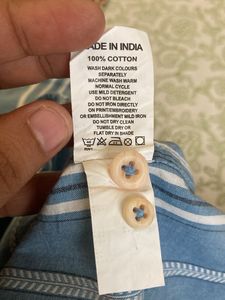 MADE IN INDIA
100% COTTON
WASH DARK COLOURS
SEPARATELY
MACHINE WASH WARM
NORMAL CYCLE
USE MILD DETERGENT
DO NOT BLEACH
DO NOT IRON DIRECTLY
ON PRINT/EMBROIDERY
OR EMBELLISHMENT MILD IRON
DO NOT DRY CLEAN
TUMBLE DRY OR
FLAT DRY IN SHADE